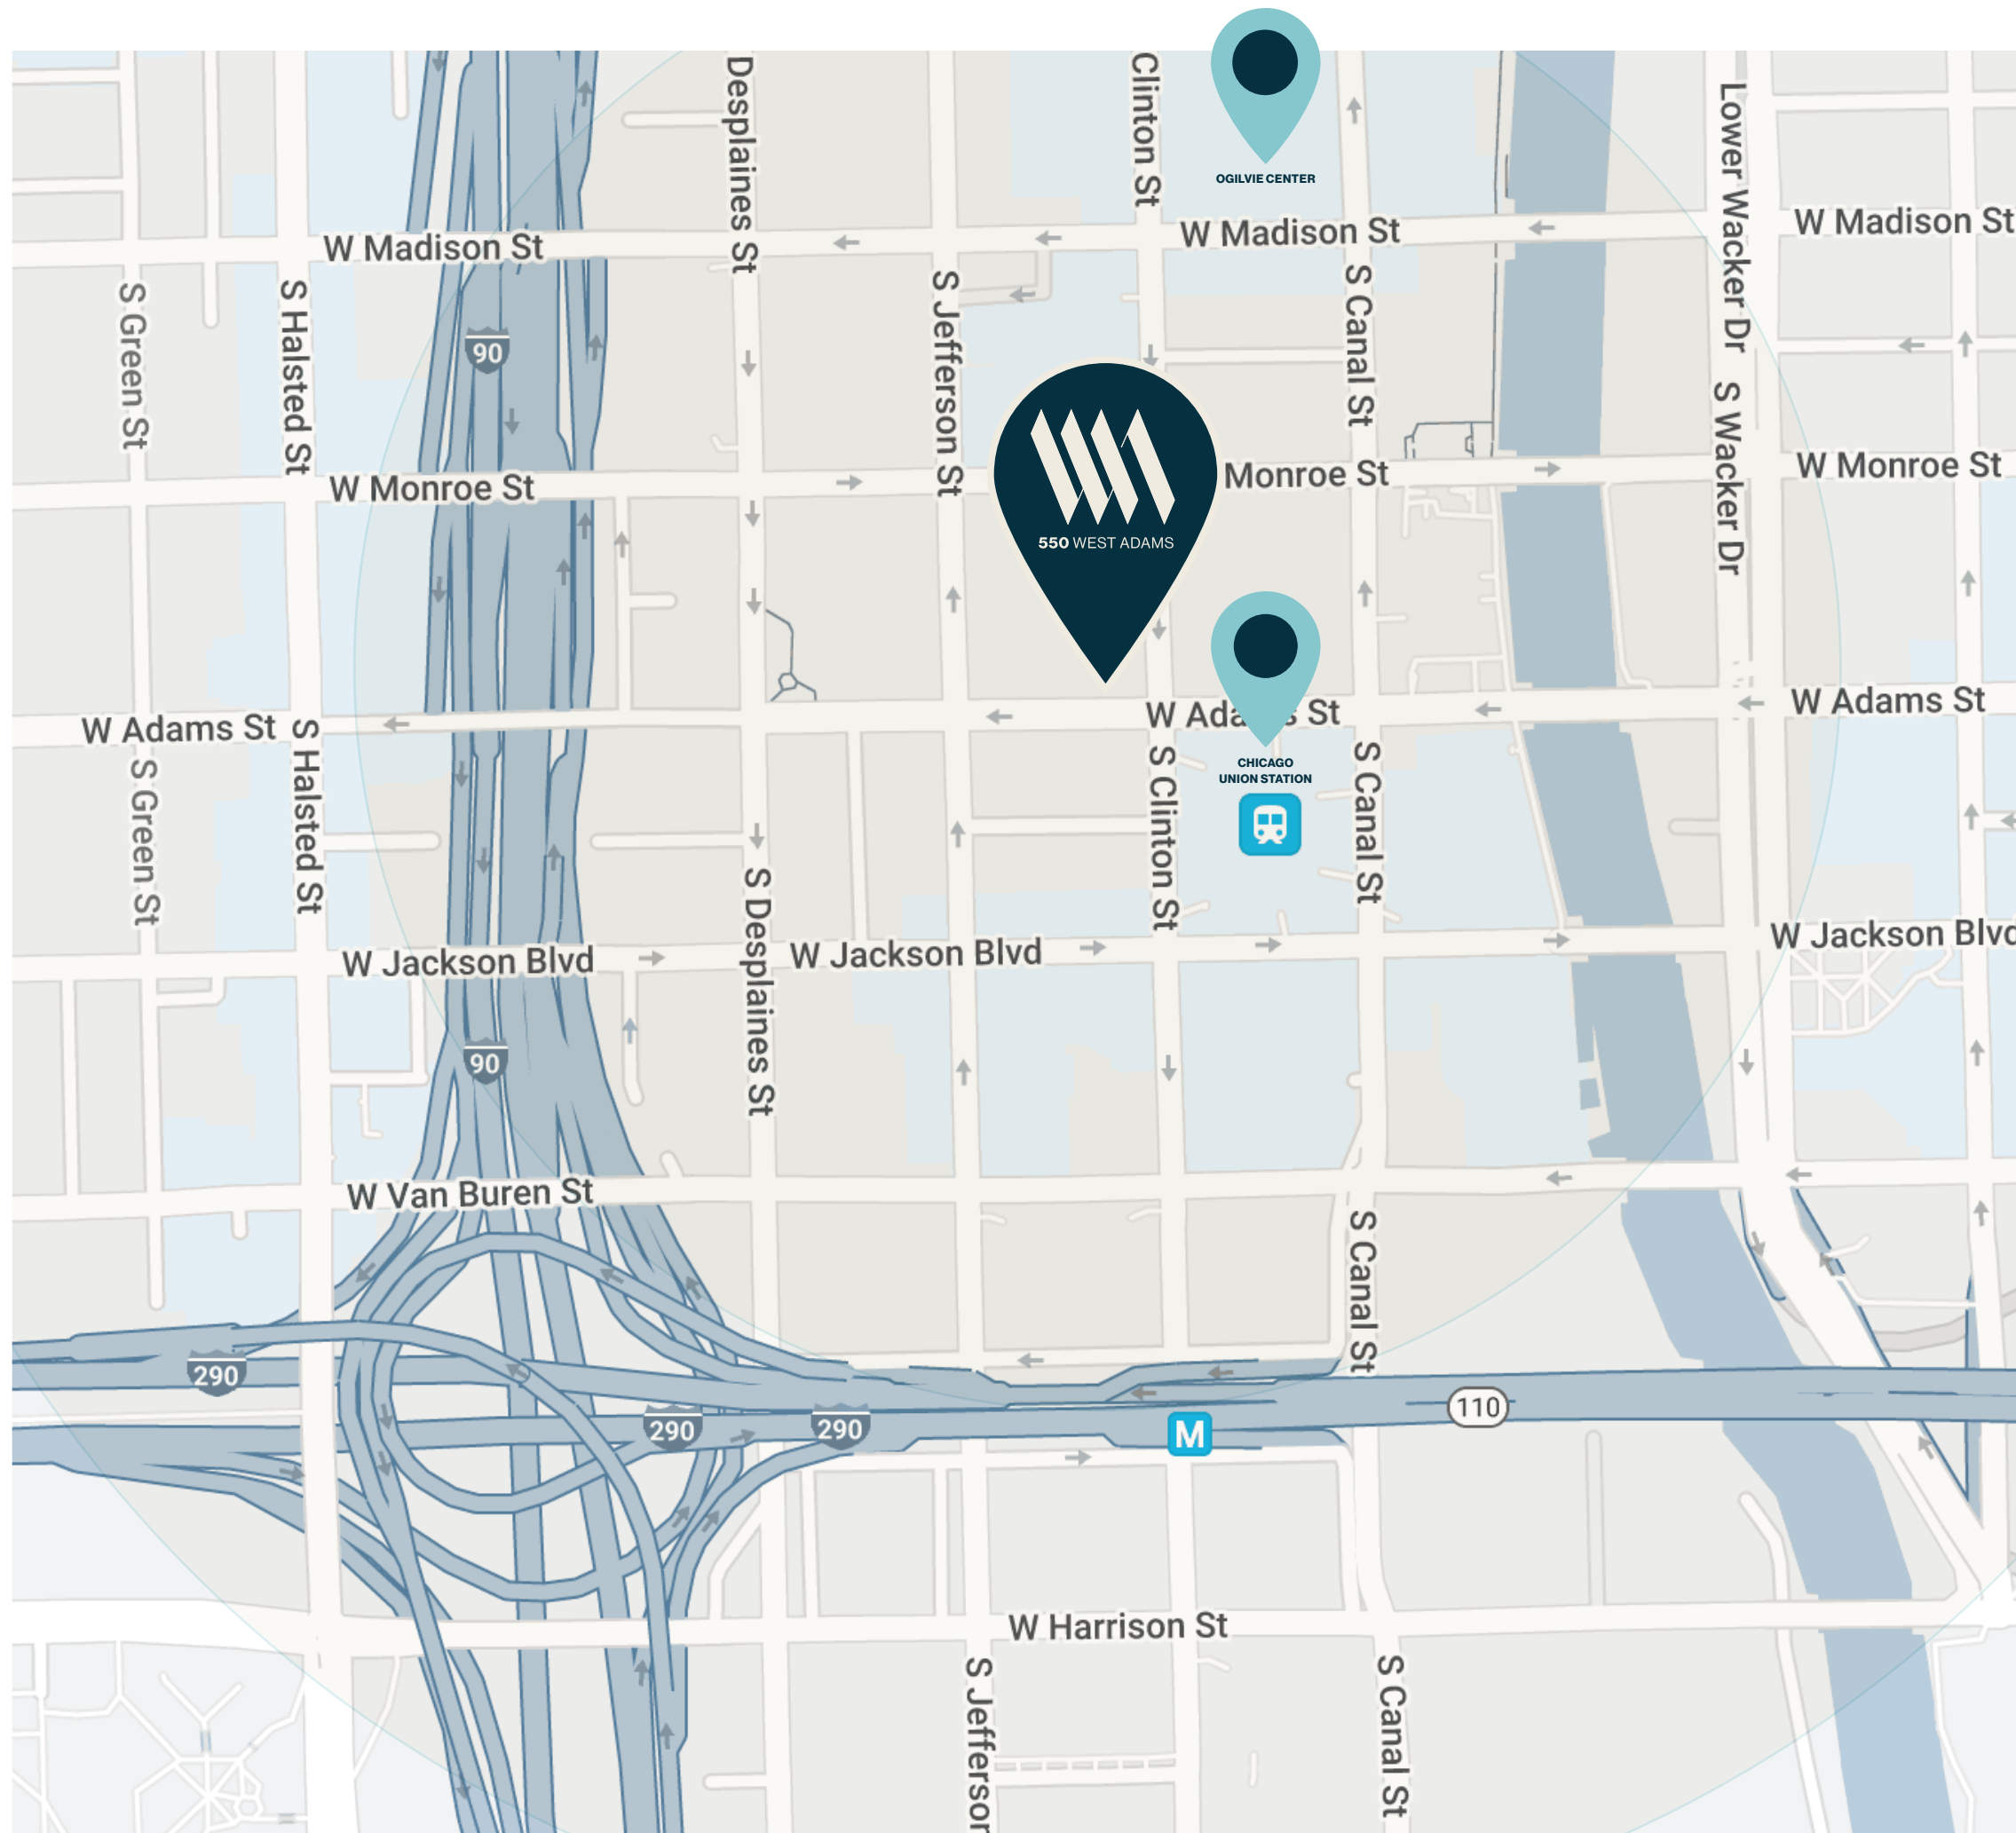 OGILVIE CENTER
Desplaines St
Clinton St
Lower Wacker Dr
W Madison St
W Madison St
W Madison St
S Green St
S Halsted St
90
S Jefferson St
S Canal St
S Wacker Dr
W Monroe St
Monroe St
W Monroe St
550 WEST ADAMS
W Adams St
W Adams St
S Green St
S Halsted St
S Clinton St
CHICAGO
UNION STATION
S Canal St
S Desplaines St
W Jackson Blvd
W Jackson Blvd
W Jackson Blvd
90
W Van Buren St
S Canal St
290
290
290
M
110
W Harrison St
S Jefferson
S Canal St